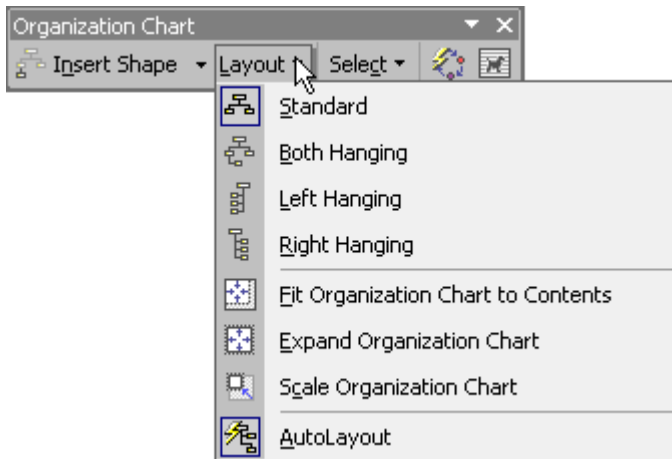 Organization Chart
Insert Shape Layout Select
Standard
Both Hanging
Left Hanging
Right Hanging
Fit Organization Chart to Contents
Expand Organization Chart
Scale Organization Chart
AutoLayout